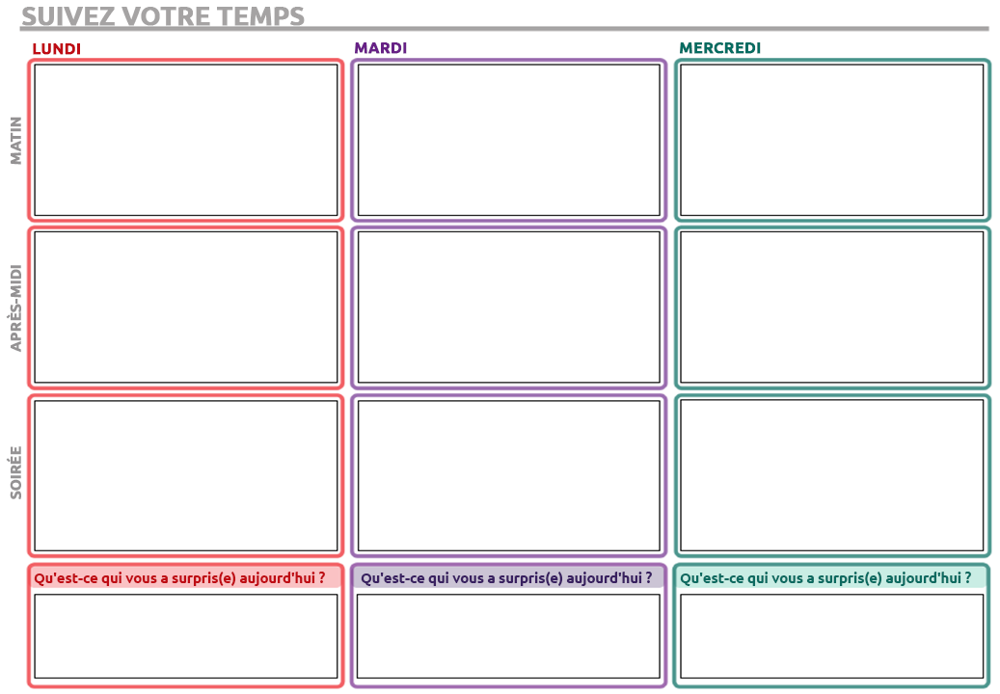 SUIVEZ VOTRE TEMPS
LUNDI
MARDI
MERCREDI
MATIN
APRÈS-MIDI
SOIRÉE
Qu'est-ce qui vous a surpris(e) aujourd'hui ?
Qu'est-ce qui vous a surpris(e) aujourd'hui ?
Qu'est-ce qui vous a surpris(e) aujourd'hui ?